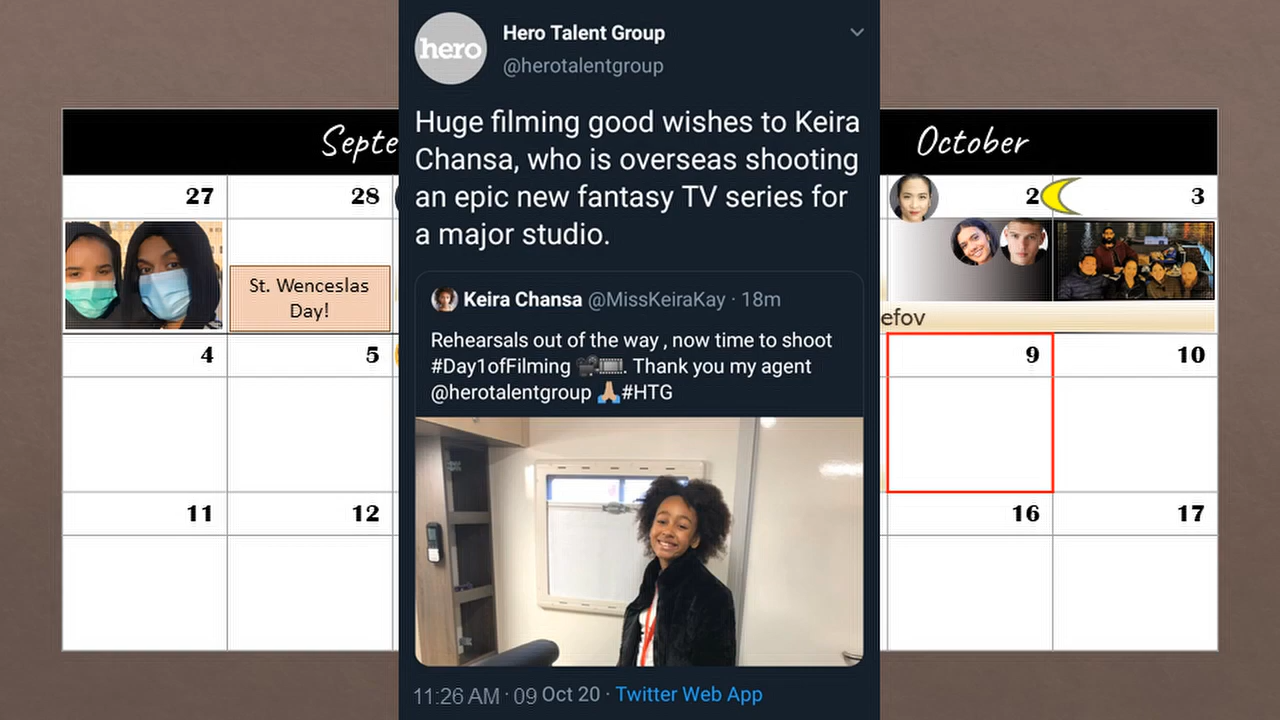 hero
Hero Talent Group
@herotalentgroup
Huge filming good wishes to Keira
Chansa, who is overseas shooting
an epic new fantasy TV series for
a major studio.
Keira Chansa @MissKeiraKay · 18m
Rehearsals out of the way , now time to shoot
#Day1ofFilming 🎥🎞️. Thank you my agent
@herotalentgroup 🙏🏼#HTG
11:26 AM · 09 Oct 20 · Twitter Web App
Septe
October
27
28
2
3
St. Wenceslas
Day!
efov
4
5
9
10
11
12
16
17